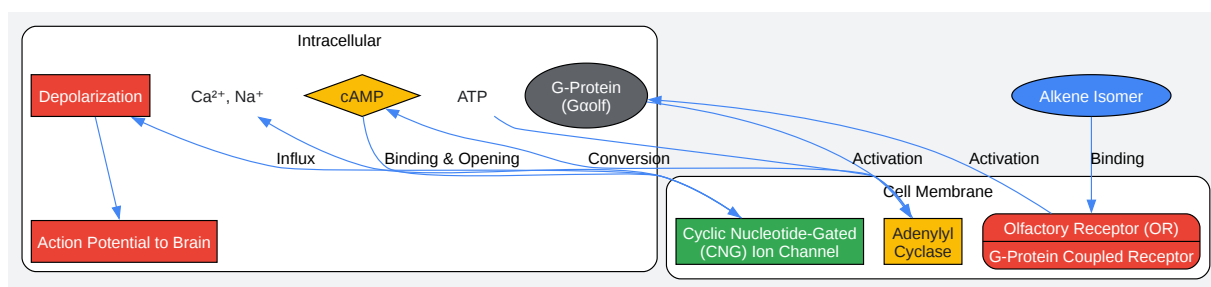 Intracellular
Depolarization
Ca²⁺, Na⁺
cAMP
ATP
G-Protein
(Gαolf)
Alkene Isomer
Influx
Binding & Opening
Conversion
Activation
Activation
Binding
Cell Membrane
Action Potential to Brain
Cyclic Nucleotide-Gated
(CNG) Ion Channel
Adenylyl
Cyclase
Olfactory Receptor (OR)
G-Protein Coupled Receptor